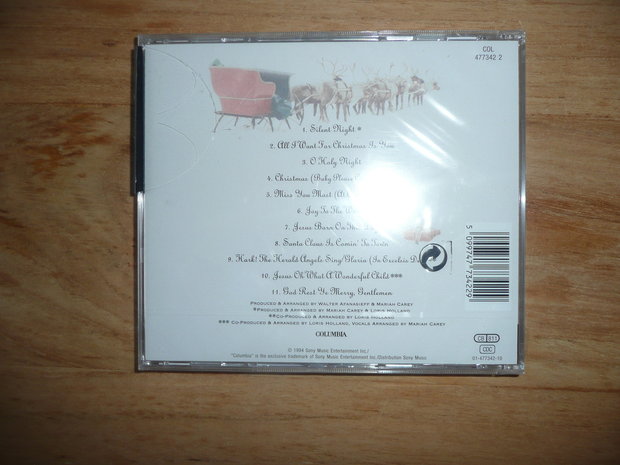 COL
477342 2
1. Silent Night *
2. All I Want For Christmas Is You
3. O Holy Night
4. Christmas (Baby Please
5. Miss You Most (At
6. Joy To The
7. Jesus Born On
8. Santa Claus Is Comin' To Town
9. Hark! The Herald Angels Sing/Gloria (In Excelsis
10. Jesus Oh What A Wonderful Child ***
11. God Rest Ye Merry, Gentlemen
PRODUCED & ARRANGED BY WALTER AFANASIEFF & MARIAH CAREY
*PRODUCED & ARRANGED BY MARIAH CAREY & LORIS HOLLAND
**CO-PRODUCED & ARRANGED BY LORIS HOLLAND
*** CO-PRODUCED & ARRANGED BY LORIS HOLLAND, VOCALS ARRANGED BY MARIAH CAREY
COLUMBIA
© 1994 Sony Music Entertainment Inc./
"Columbia" is the exclusive trademark of Sony Music Entertainment Inc./Distribution Sony Music
5 099747 734229
CB 811
CDC
01-477342-10